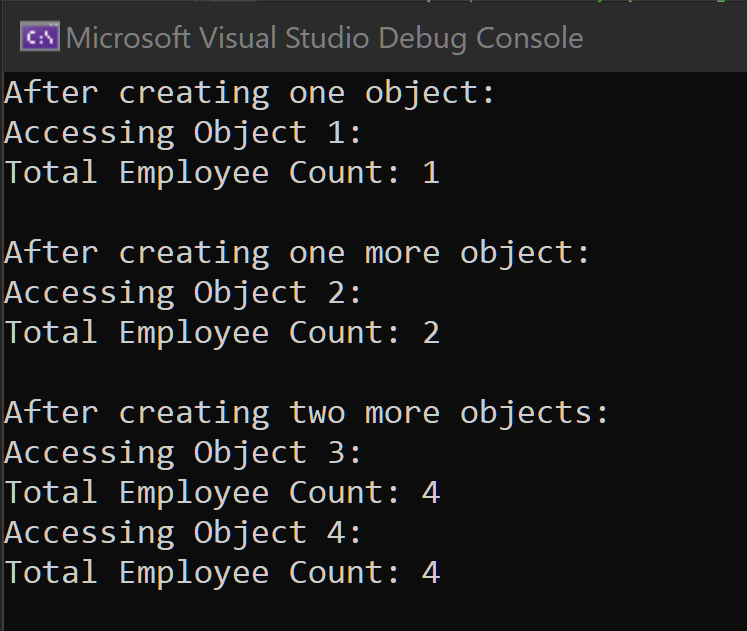 C:\ Microsoft Visual Studio Debug Console
After creating one object:
Accessing Object 1:
Total Employee Count: 1
After creating one more object:
Accessing Object 2:
Total Employee Count: 2
After creating two more objects:
Accessing Object 3:
Total Employee Count: 4
Accessing Object 4:
Total Employee Count: 4